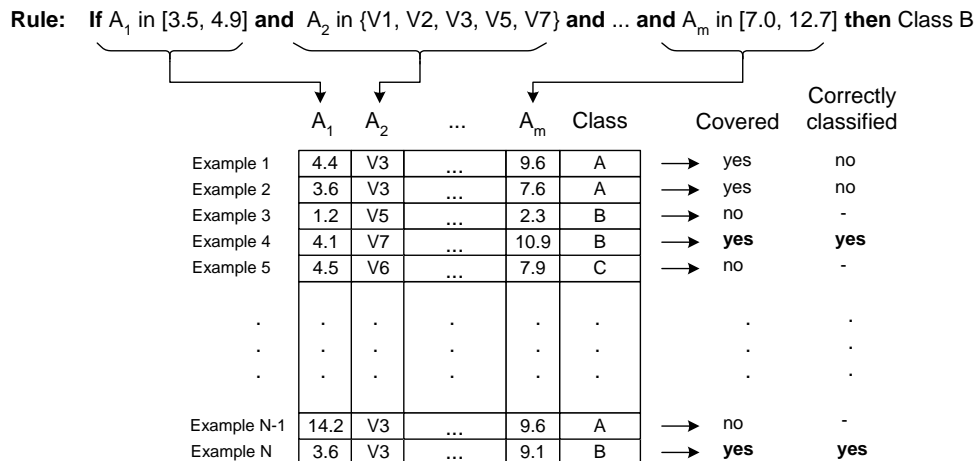 Rule: If A1 in [3.5, 4.9] and A2 in {V1, V2, V3, V5, V7} and ... and Am in [7.0, 12.7] then Class B
A1 A2 ... Am Class Covered Correctly classified
Example 1 4.4 V3 ... 9.6 A yes no
Example 2 3.6 V3 ... 7.6 A yes no
Example 3 1.2 V5 ... 2.3 B no -
Example 4 4.1 V7 ... 10.9 B yes yes
Example 5 4.5 V6 ... 7.9 C no -
. . . . . . . .
. . . . . . . .
. . . . . . . .
Example N-1 14.2 V3 ... 9.6 A no -
Example N 3.6 V3 ... 9.1 B yes yes